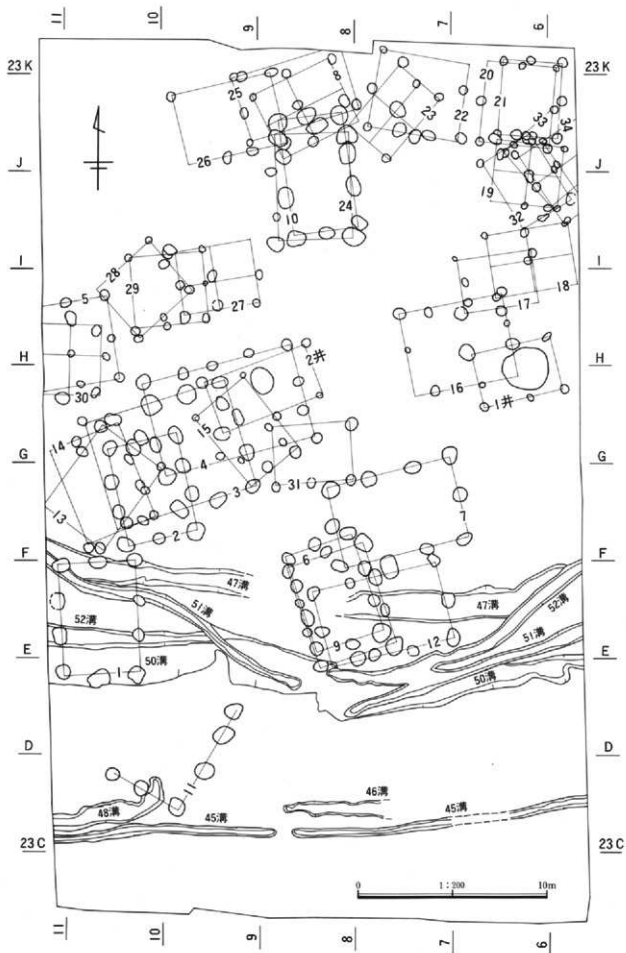 11 10 9 8 7 6
23K 23K
25 8 20
23 22 21 33 34
26
J J
19
10 24 32
I 28 I
29
5 27 17 18
H 2井 H
30 16
1井
14 15
G 4 G
3 31
13 7
2
F 6 F
47溝
51溝 47溝 52溝
52溝 51溝
E 50溝 9 12 E
1 50溝
D D
11
46溝
48溝 45溝 45溝
23C 23C
0 1:200 10m
11 10 9 8 7 6